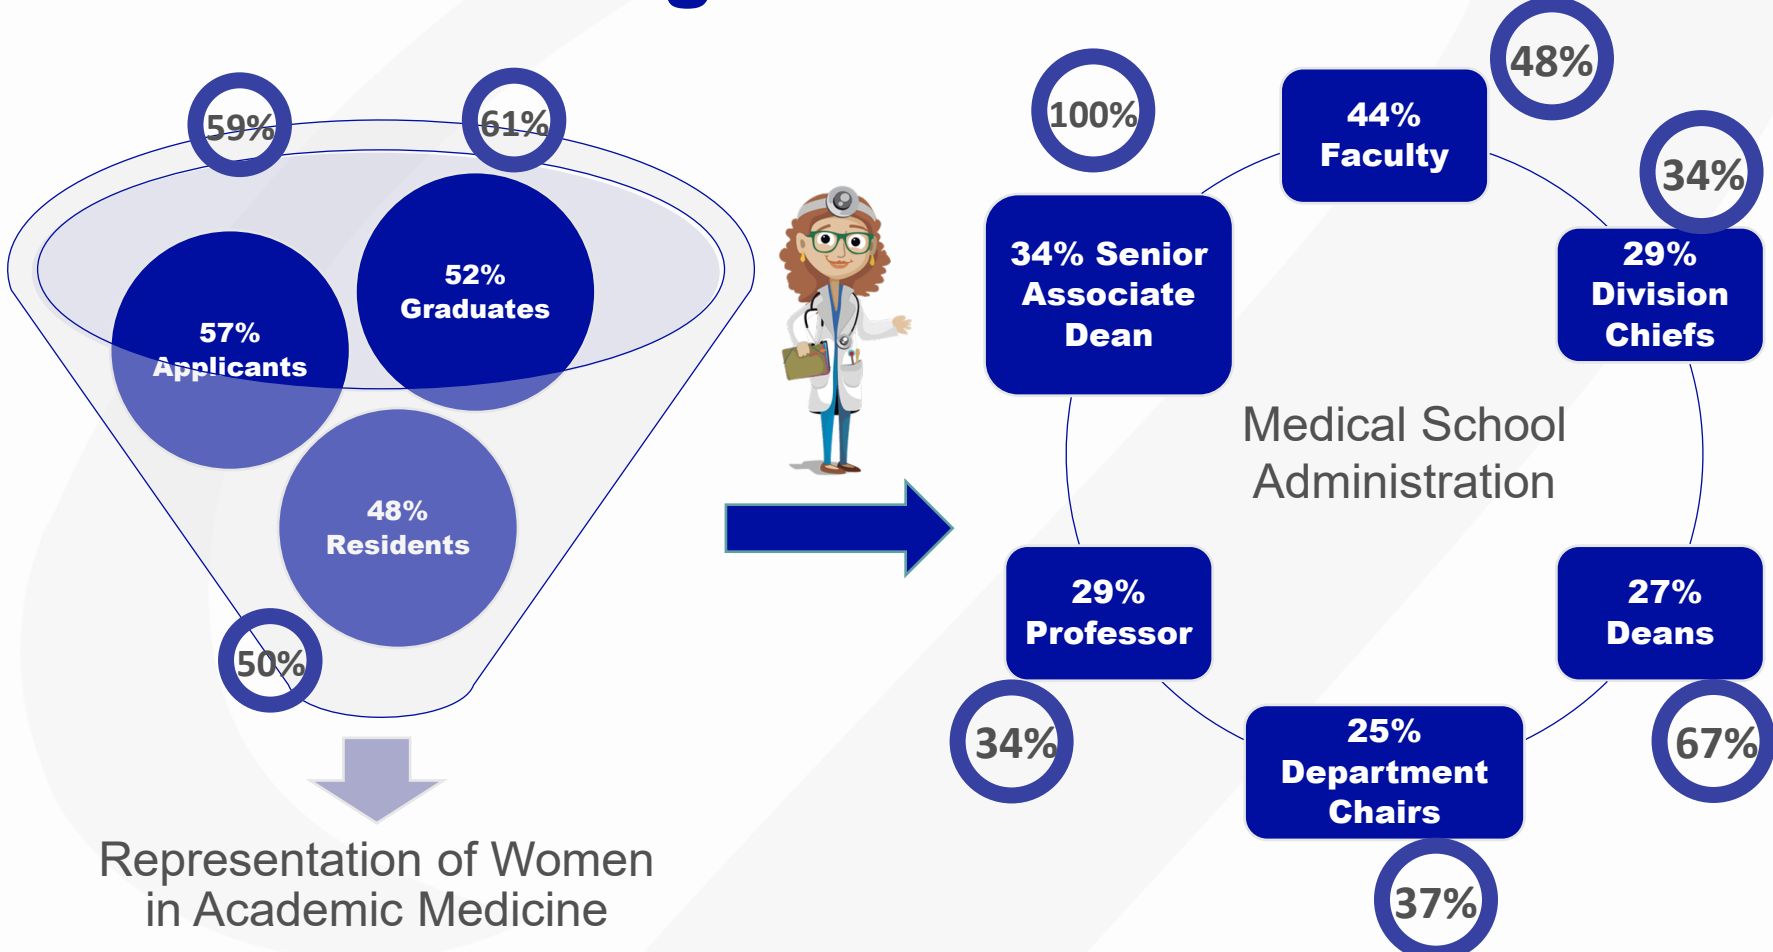 59%
61%
52%
Graduates
57%
Applicants
48%
Residents
50%
Representation of Women
in Academic Medicine
100%
48%
44%
Faculty
34%
34% Senior
Associate
Dean
29%
Division
Chiefs
Medical School
Administration
29%
Professor
27%
Deans
34%
67%
25%
Department
Chairs
37%